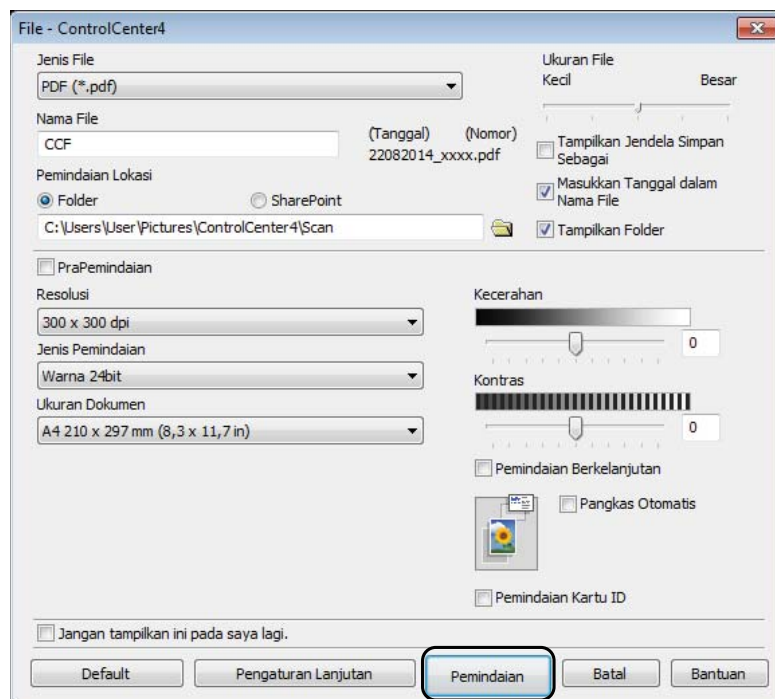 File - ControlCenter4
Jenis File
PDF (*.pdf)
Ukuran File
Kecil Besar
Nama File
CCF
(Tanggal) (Nomor)
22082014_xxxx.pdf
Tampilkan Jendela Simpan
Sebagai
Masukkan Tanggal dalam
Nama File
Tampilkan Folder
Pemindaian Lokasi
Folder SharePoint
C:\Users\User\Pictures\ControlCenter4\Scan
PraPemindaian
Resolusi
300 x 300 dpi
Jenis Pemindaian
Warna 24bit
Ukuran Dokumen
A4 210 x 297 mm (8,3 x 11,7 in)
Kecerahan
0
Kontras
0
Pemindaian Berkelanjutan
Pangkas Otomatis
Pemindaian Kartu ID
Jangan tampilkan ini pada saya lagi.
Default Pengaturan Lanjutan Pemindaian Batal Bantuan